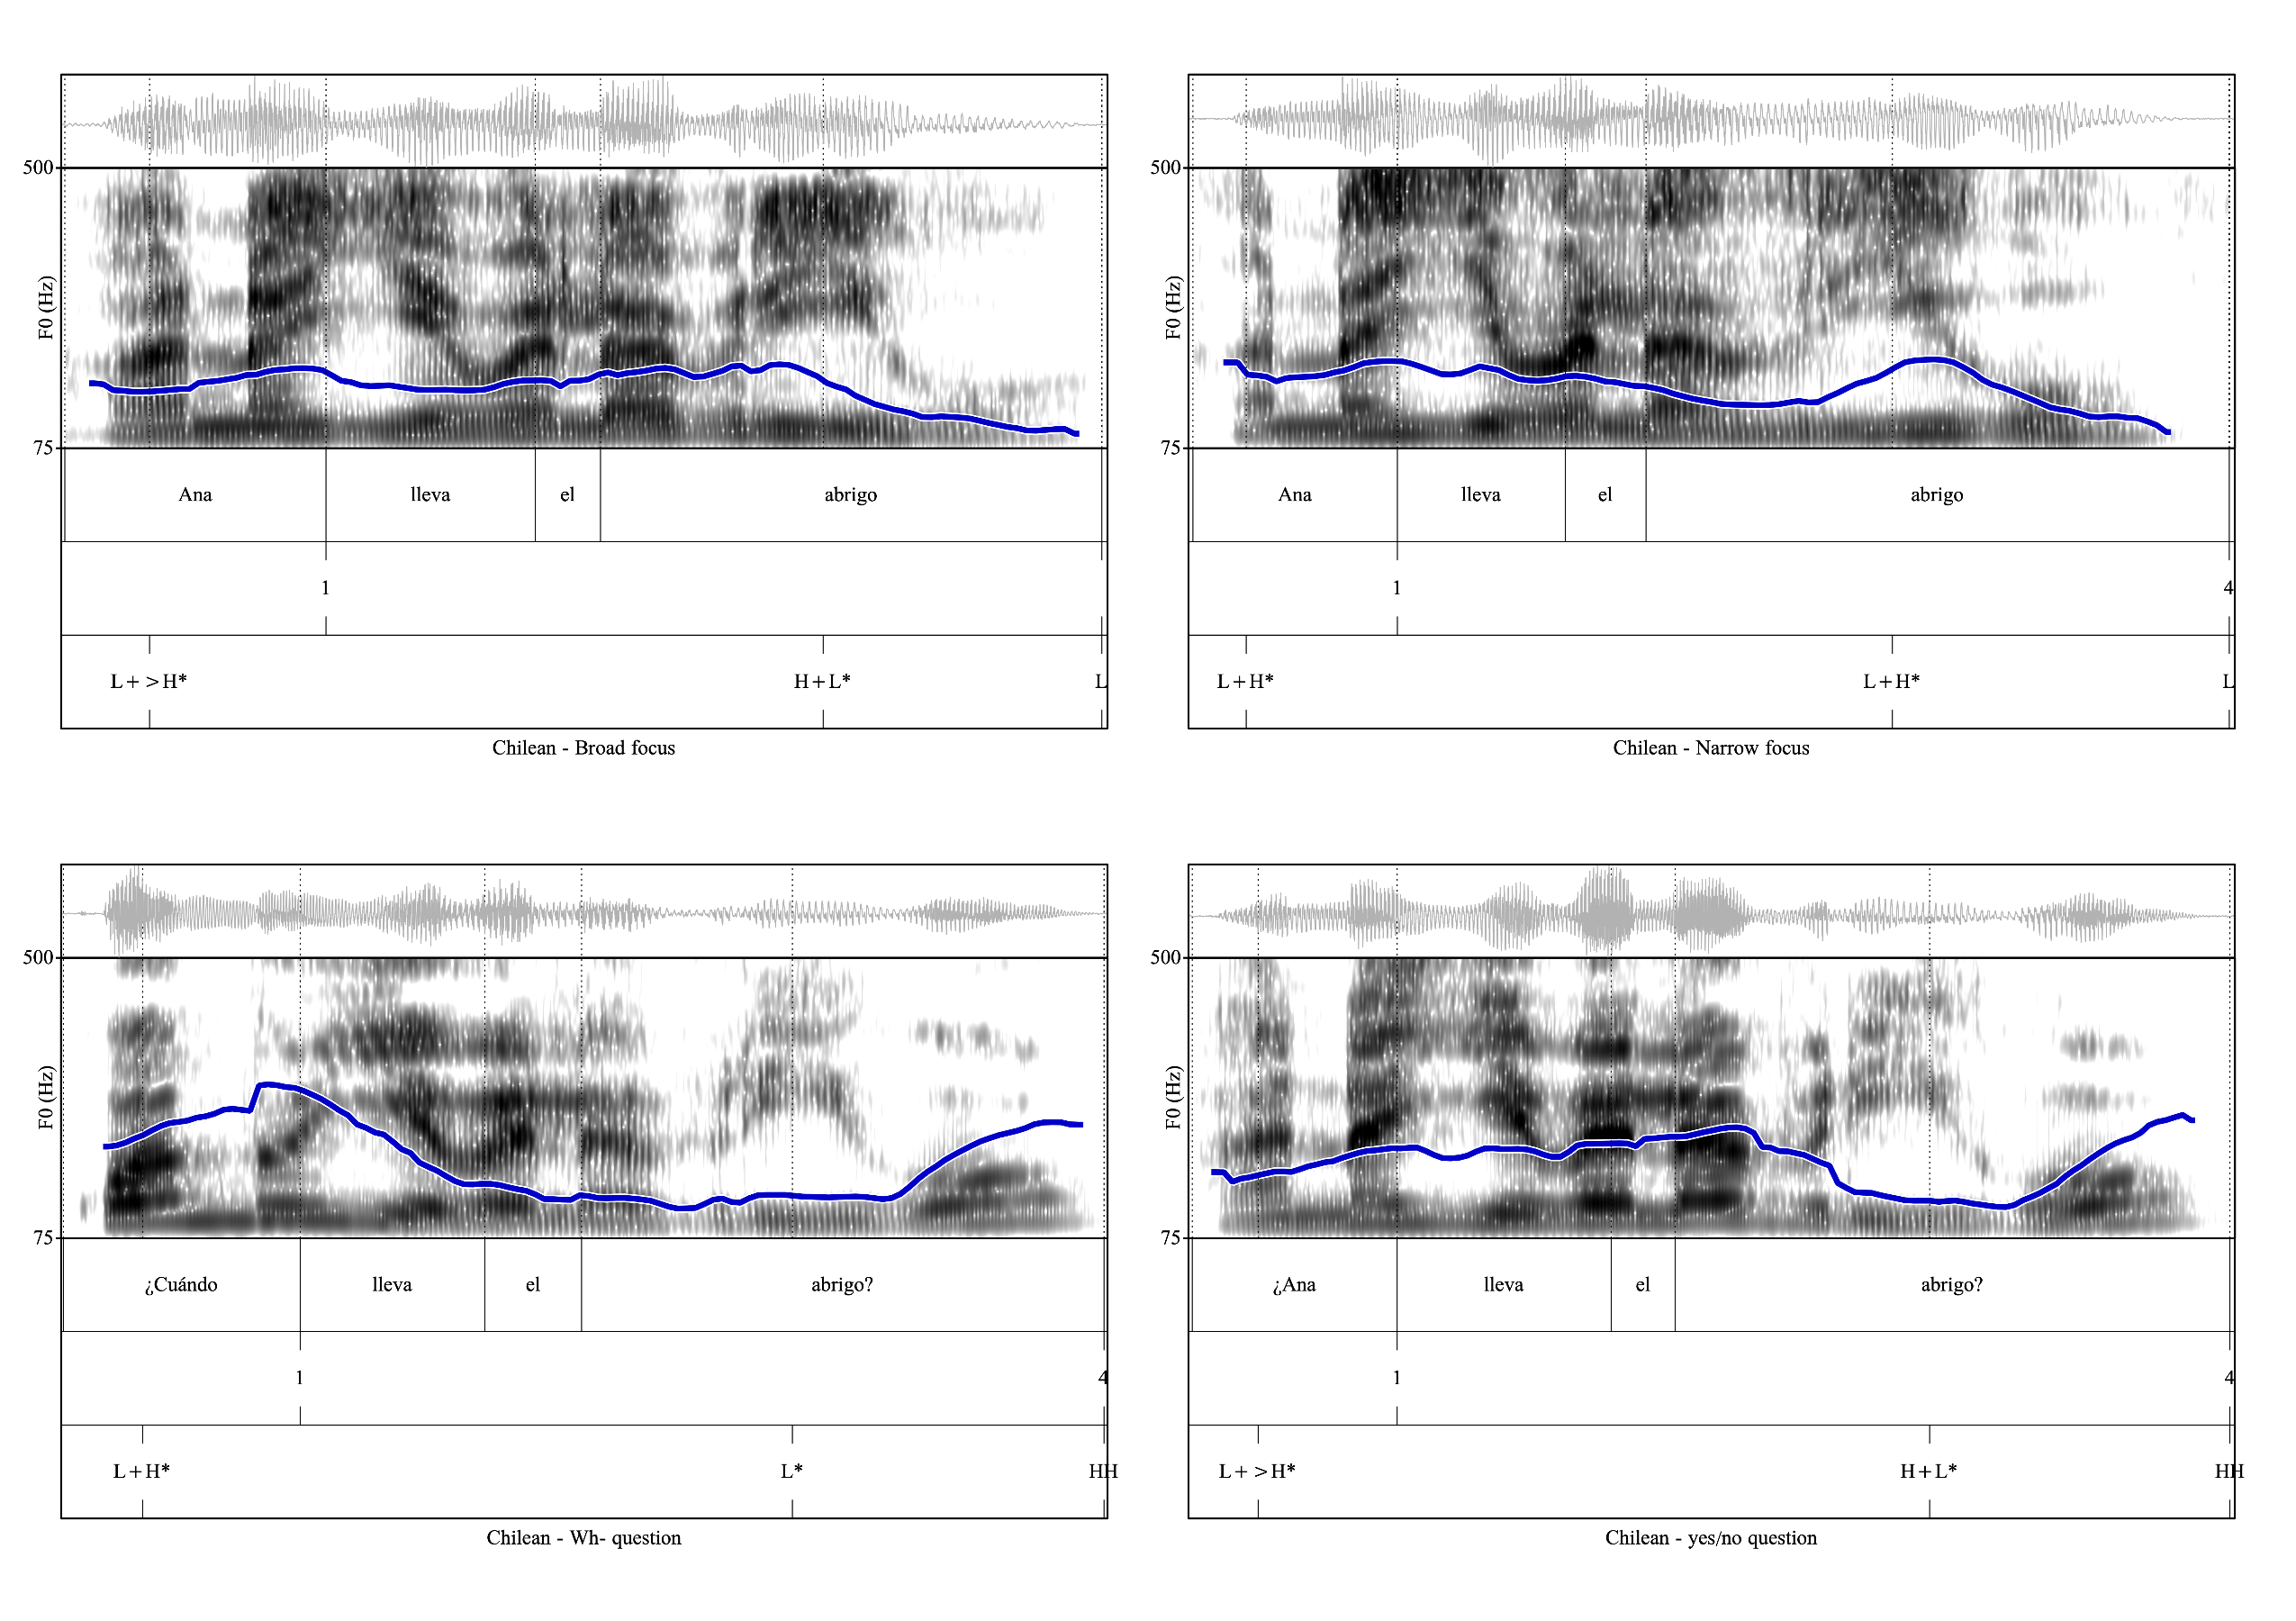 500
F0 (Hz)
75
Ana lleva el abrigo
1
L+>H* H+L* L
Chilean - Broad focus
500
F0 (Hz)
75
Ana lleva el abrigo
1 4
L+H* L+H* L
Chilean - Narrow focus
500
F0 (Hz)
75
¿Cuándo lleva el abrigo?
1 4
L+H* L* HH
Chilean - Wh- question
500
F0 (Hz)
75
¿Ana lleva el abrigo?
1 4
L+>H* H+L* HH
Chilean - yes/no question